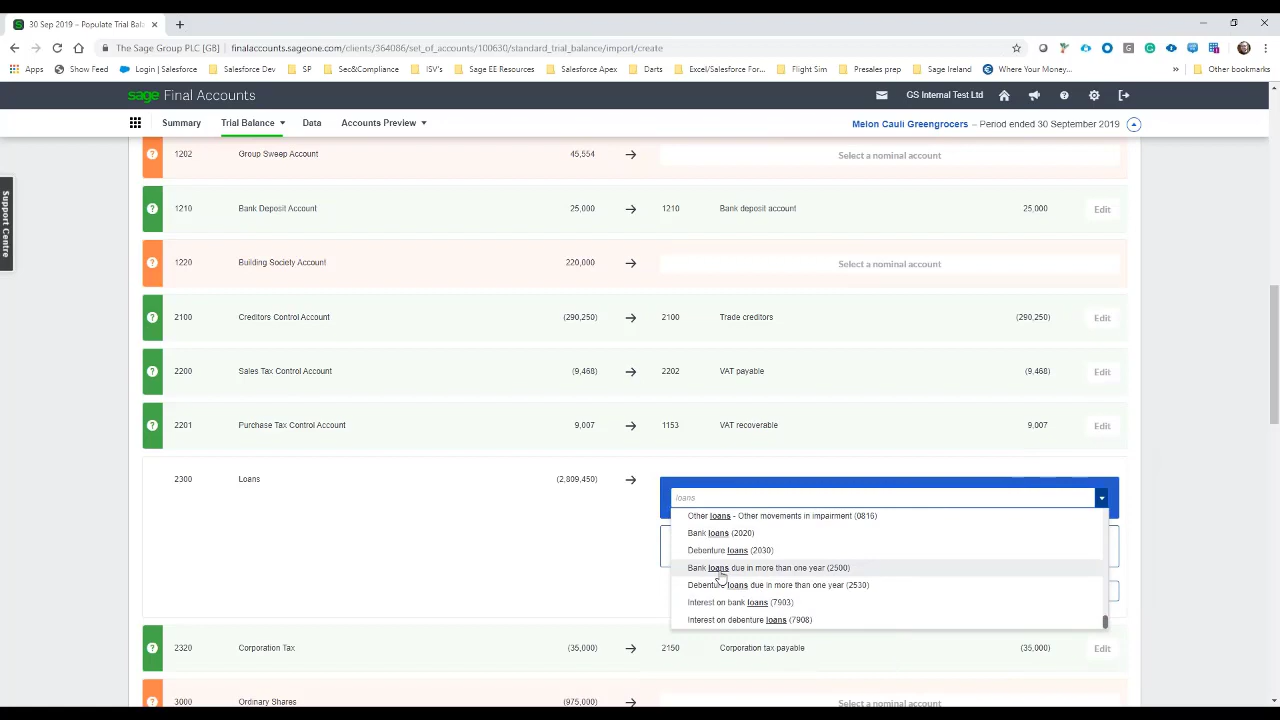 30 Sep 2019 – Populate Trial Bala
The Sage Group PLC [GB] finalaccounts.sageone.com/clients/364086/set_of_accounts/100630/standard_trial_balance/import/create
Apps Show Feed Login | Salesforce Salesforce Dev SP Sec&Compliance ISV's Sage EE Resources Salesforce Apex Darts Excel/Salesforce For... Flight Sim Presales prep Sage Ireland Where Your Money... » Other bookmarks
sage Final Accounts GS Internal Test Ltd
Summary Trial Balance Data Accounts Preview Melon Cauli Greengrocers – Period ended 30 September 2019
Support Centre
? 1202 Group Sweep Account 45,554 → Select a nominal account
? 1210 Bank Deposit Account 25,000 → 1210 Bank deposit account 25,000 Edit
? 1220 Building Society Account 220,000 → Select a nominal account
? 2100 Creditors Control Account (290,250) → 2100 Trade creditors (290,250) Edit
? 2200 Sales Tax Control Account (9,468) → 2202 VAT payable (9,468) Edit
? 2201 Purchase Tax Control Account 9,007 → 1153 VAT recoverable 9,007 Edit
2300 Loans (2,809,450) →
loans
Other loans - Other movements in impairment (0816)
Bank loans (2020)
Debenture loans (2030)
Bank loans due in more than one year (2500)
Debenture loans due in more than one year (2530)
Interest on bank loans (7903)
Interest on debenture loans (7908)
? 2320 Corporation Tax (35,000) → 2150 Corporation tax payable (35,000) Edit
? 3000 Ordinary Shares (975,000) → Select a nominal account